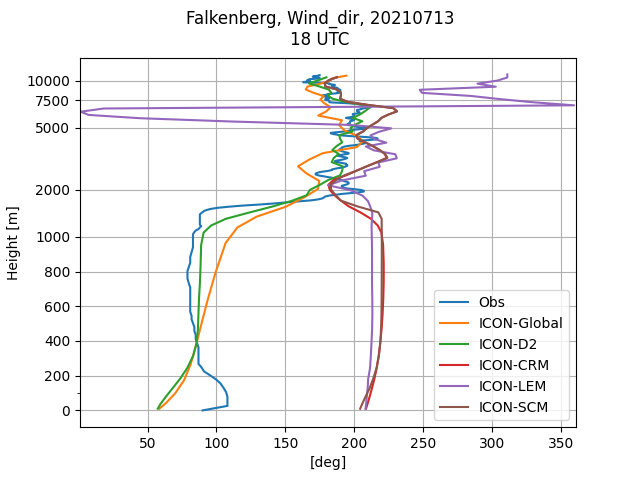 Falkenberg, Wind_dir, 20210713
18 UTC
Height [m]
10000
7500
5000
2000
1000
800
600
400
200
0
50
100
150
200
250
300
350
[deg]
Obs
ICON-Global
ICON-D2
ICON-CRM
ICON-LEM
ICON-SCM